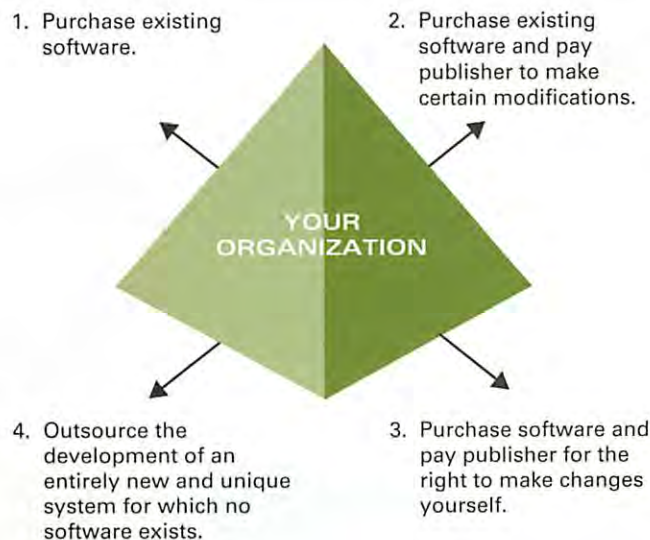 1. Purchase existing
software.
2. Purchase existing
software and pay
publisher to make
certain modifications.
YOUR
ORGANIZATION
4. Outsource the
development of an
entirely new and unique
system for which no
software exists.
3. Purchase software and
pay publisher for the
right to make changes
yourself.